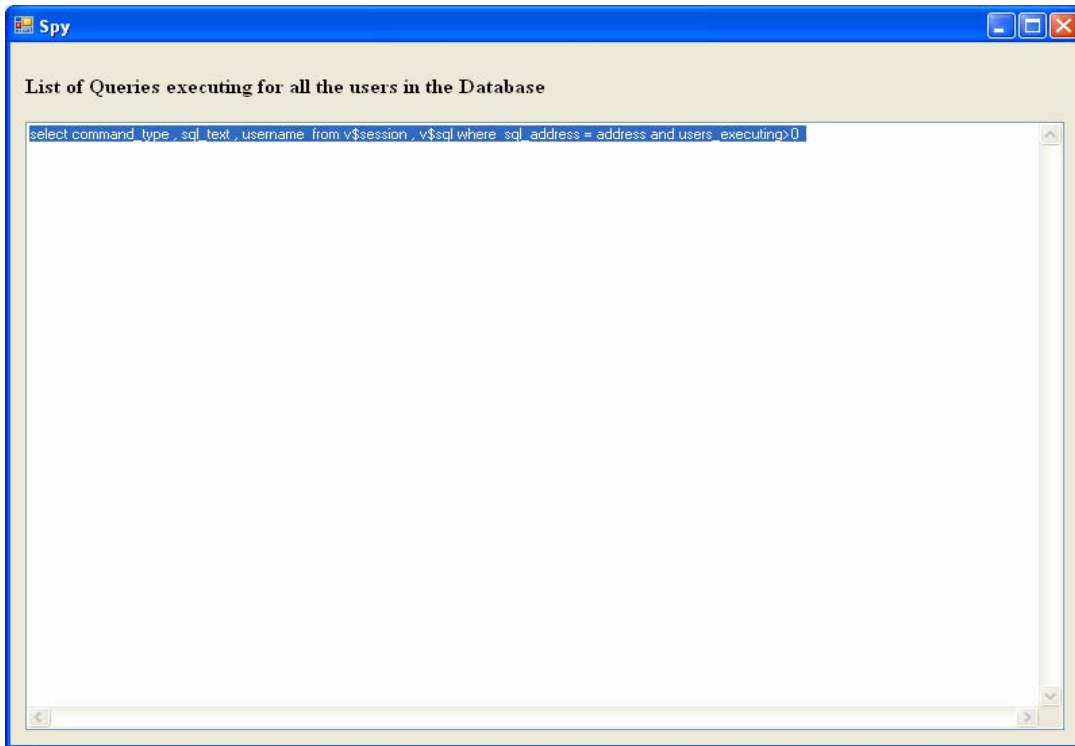 Spy
List of Queries executing for all the users in the Database
select command_type , sql_text , username  from v$session , v$sql where  sql_address = address and users_executing>0